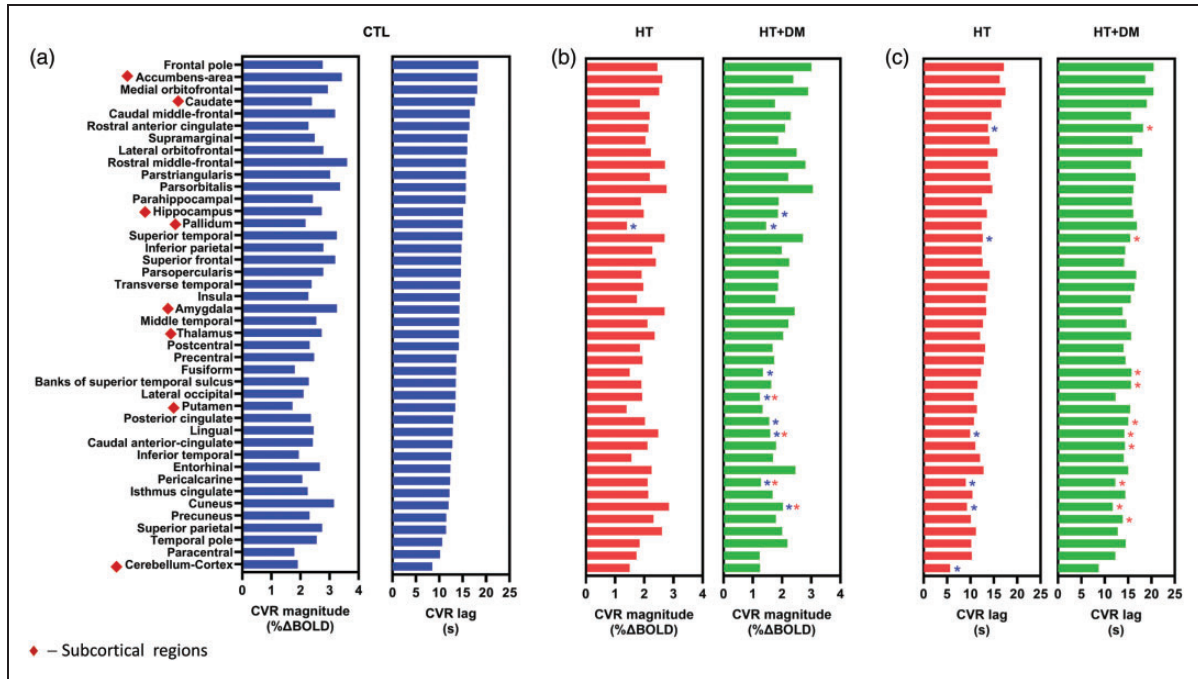 CTL
HT
HT+DM
HT
HT+DM
(a)
(b)
(c)
Frontal pole
Accumbens-area
Medial orbitofrontal
Caudate
Caudal middle-frontal
Rostral anterior cingulate
Supramarginal
Lateral orbitofrontal
Rostral middle-frontal
Parstriangularis
Parsorbitalis
Parahippocampal
Hippocampus
Pallidum
Superior temporal
Inferior parietal
Superior frontal
Parsopercularis
Transverse temporal
Insula
Amygdala
Middle temporal
Thalamus
Postcentral
Precentral
Fusiform
Banks of superior temporal sulcus
Lateral occipital
Putamen
Posterior cingulate
Lingual
Caudal anterior-cingulate
Inferior temporal
Entorhinal
Pericalcarine
Isthmus cingulate
Cuneus
Precuneus
Superior parietal
Temporal pole
Paracentral
Cerebellum-Cortex
* *
* *
* *
* *
*
* *
*
*
* *
*
* *
* * *
*
* * * *
* * *
*
*
0 1 2 3 4 0 5 10 15 20 25 0 1 2 3 4 0 1 2 3 4 0 5 10 15 20 25 0 5 10 15 20 25
CVR magnitude CVR lag CVR magnitude CVR magnitude CVR lag CVR lag
(%ΔBOLD) (s) (%ΔBOLD) (%ΔBOLD) (s) (s)
♦ – Subcortical regions